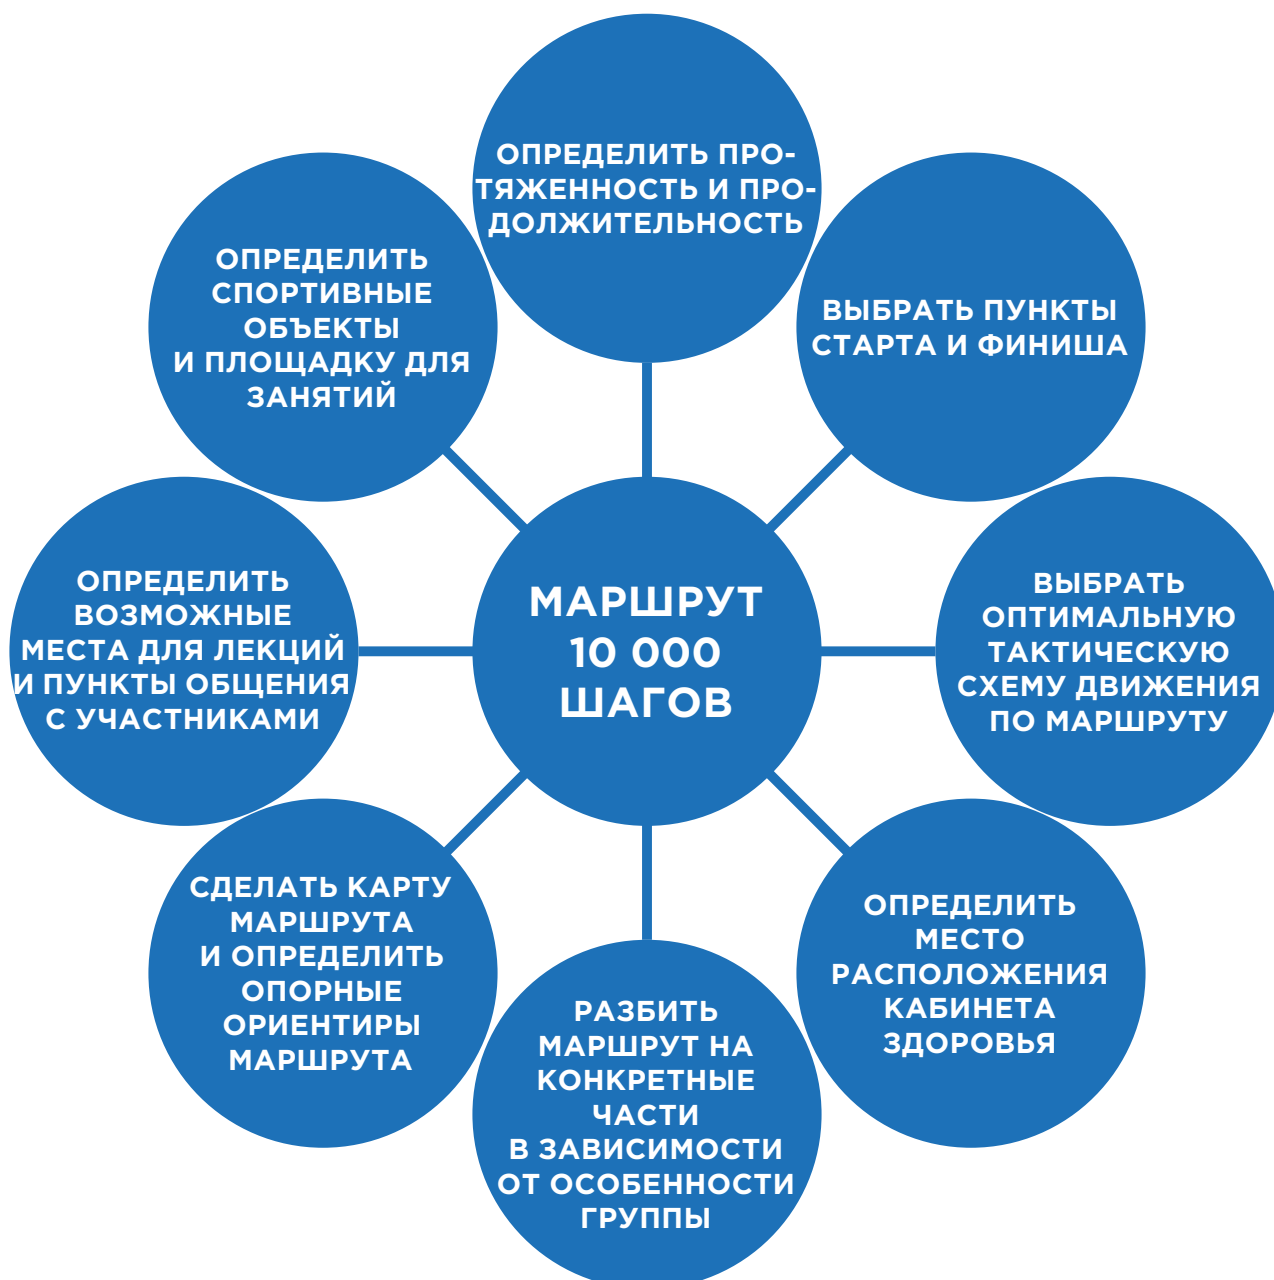 ОПРЕДЕЛИТЬ ПРО-
ТЯЖЕННОСТЬ И ПРО-
ДОЛЖИТЕЛЬНОСТЬ
ВЫБРАТЬ ПУНКТЫ
СТАРТА И ФИНИША
ВЫБРАТЬ
ОПТИМАЛЬНУЮ
ТАКТИЧЕСКУЮ
СХЕМУ ДВИЖЕНИЯ
ПО МАРШРУТУ
ОПРЕДЕЛИТЬ
МЕСТО
РАСПОЛОЖЕНИЯ
КАБИНЕТА
ЗДОРОВЬЯ
РАЗБИТЬ
МАРШРУТ НА
КОНКРЕТНЫЕ
ЧАСТИ
В ЗАВИСИМОСТИ
ОТ ОСОБЕННОСТИ
ГРУППЫ
СДЕЛАТЬ КАРТУ
МАРШРУТА
И ОПРЕДЕЛИТЬ
ОПОРНЫЕ
ОРИЕНТИРЫ
МАРШРУТА
ОПРЕДЕЛИТЬ
ВОЗМОЖНЫЕ
МЕСТА ДЛЯ ЛЕКЦИЙ
И ПУНКТЫ ОБЩЕНИЯ
С УЧАСТНИКАМИ
ОПРЕДЕЛИТЬ
СПОРТИВНЫЕ
ОБЪЕКТЫ
И ПЛОЩАДКУ ДЛЯ
ЗАНЯТИЙ
МАРШРУТ
10 000
ШАГОВ